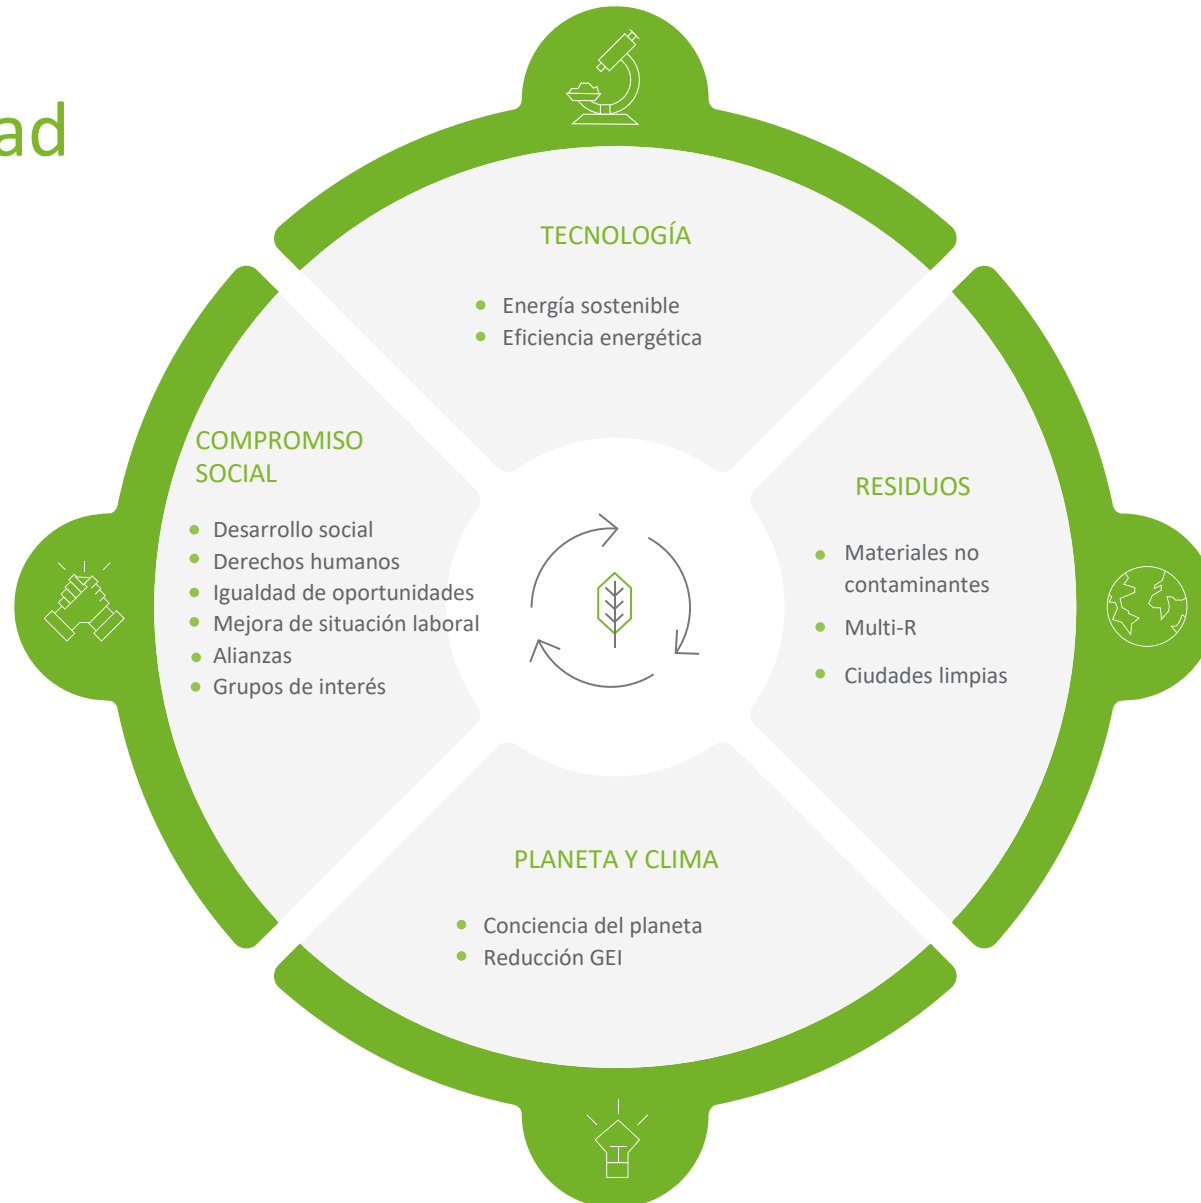 ad
TECNOLOGÍA
Energía sostenible
Eficiencia energética
COMPROMISO
SOCIAL
Desarrollo social
Derechos humanos
Igualdad de oportunidades
Mejora de situación laboral
Alianzas
Grupos de interés
RESIDUOS
Materiales no
contaminantes
Multi-R
Ciudades limpias
PLANETA Y CLIMA
Conciencia del planeta
Reducción GEI